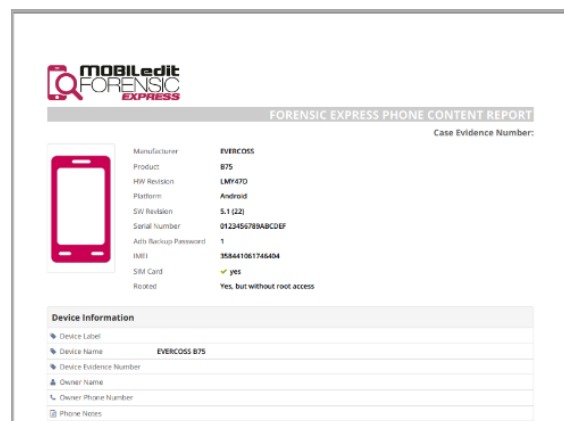 MOBILedit
FORENSIC
EXPRESS
FORENSIC EXPRESS PHONE CONTENT REPORT
Case Evidence Number:
Manufacturer EVERCOSS
Product B75
HW Revision LMY47D
Platform Android
SW Revision 5.1 (22)
Serial Number 0123456789ABCDEF
Adb Backup Password 1
IMEI 358441061746404
SIM Card ✓ yes
Rooted Yes, but without root access
Device Information
Device Label
Device Name EVERCOSS B75
Device Evidence Number
Owner Name
Owner Phone Number
Phone Notes